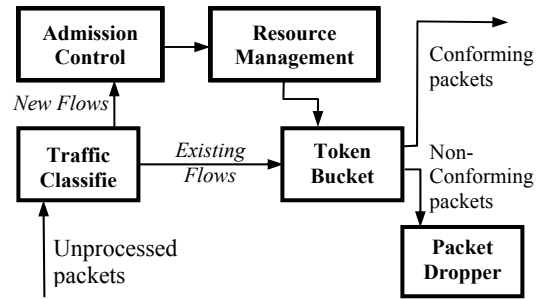 Admission
Control
Resource
Management
Conforming
packets
New Flows
Traffic
Classifie
Existing
Flows
Token
Bucket
Non-
Conforming
packets
Unprocessed
packets
Packet
Dropper